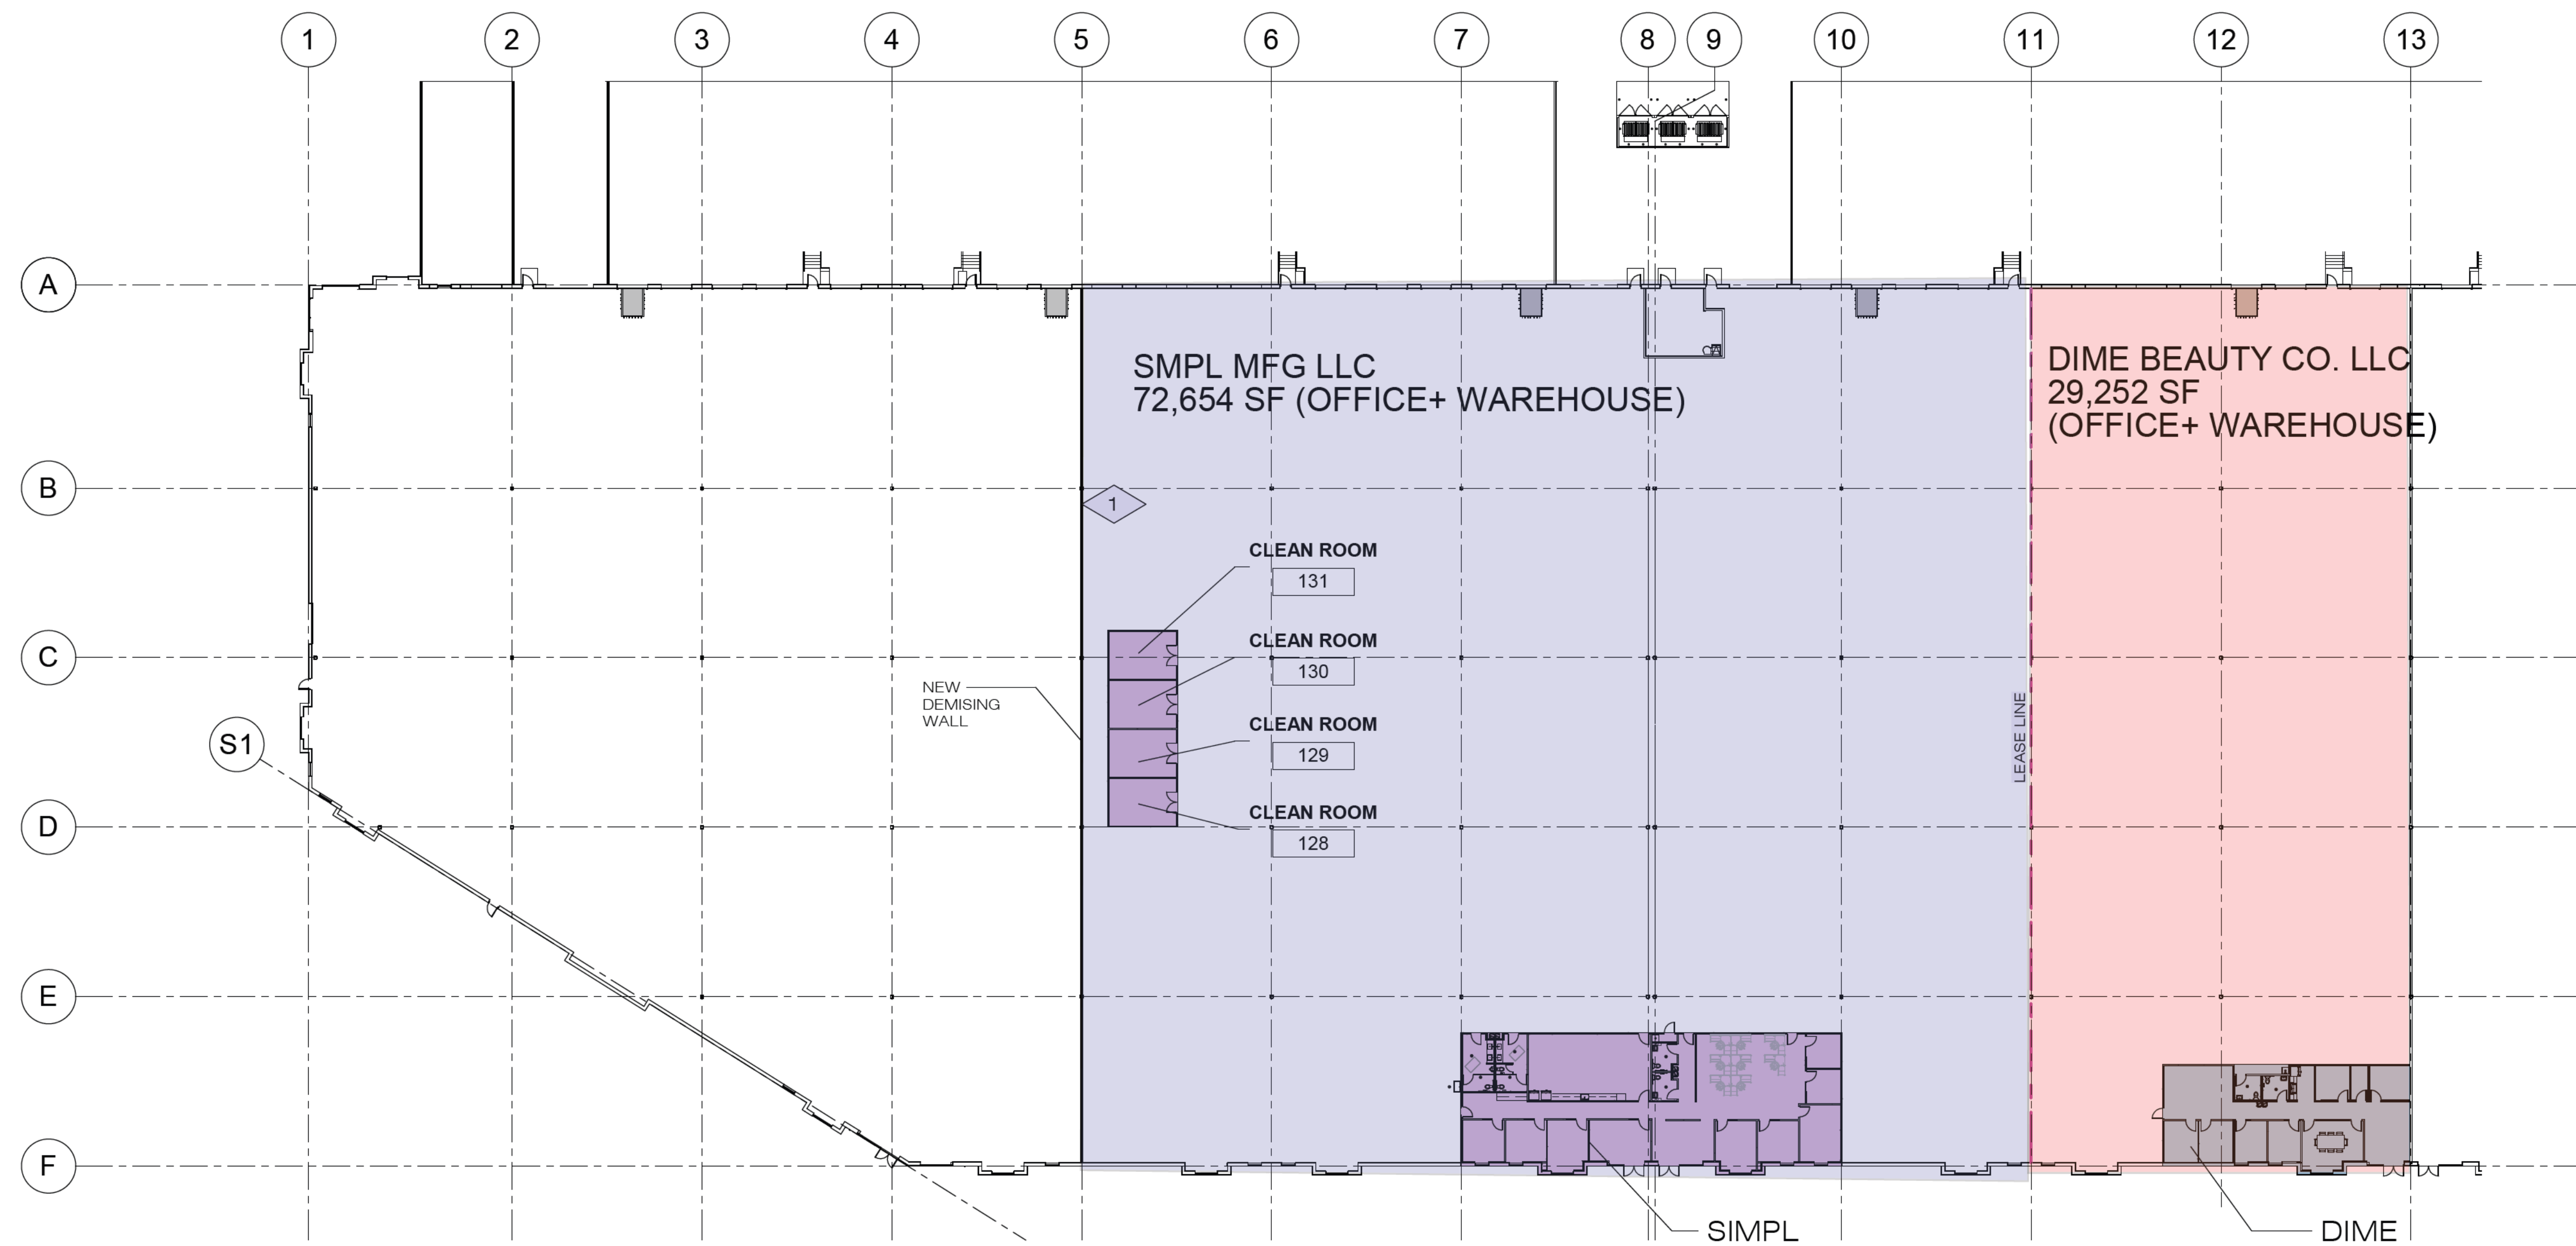 1 2 3 4 5 6 7 8 9 10 11 12 13
A
SMPL MFG LLC
72,654 SF (OFFICE+ WAREHOUSE)
DIME BEAUTY CO. LLC
29,252 SF
(OFFICE+ WAREHOUSE)
B
1
CLEAN ROOM
131
C
CLEAN ROOM
130
NEW
DEMISING
WALL
CLEAN ROOM
129
LEASE LINE
S1
D
CLEAN ROOM
128
E
F
SIMPL
DIME